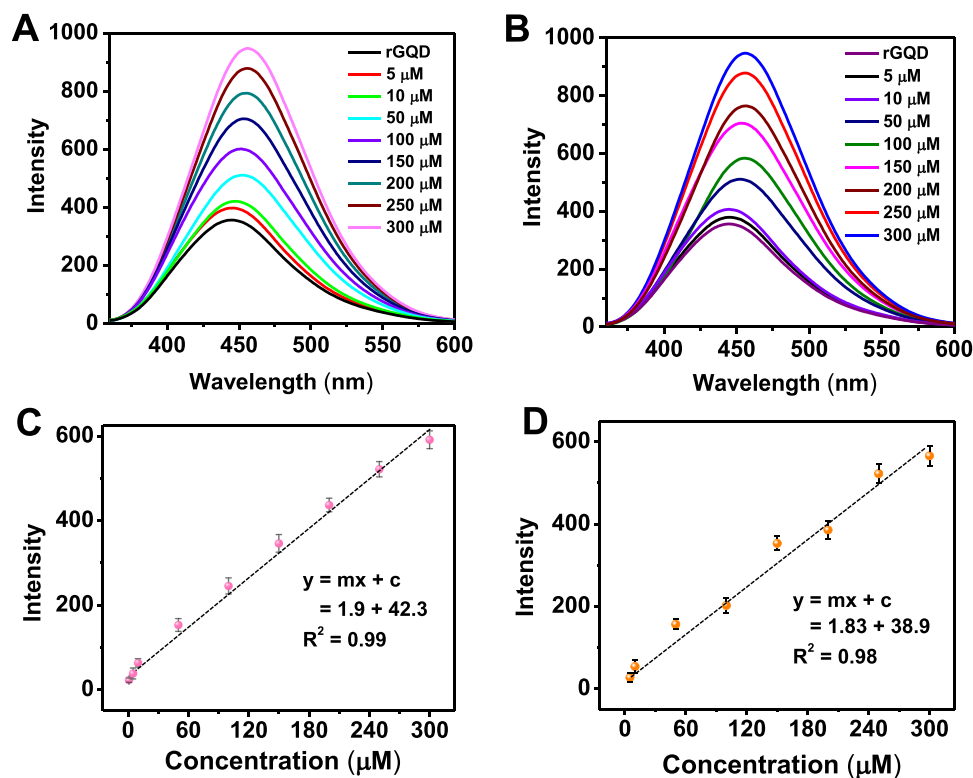 A
1000
800
600
400
200
0
Intensity
400
450
500
550
600
Wavelength (nm)
rGQD
5 μM
10 μM
50 μM
100 μM
150 μM
200 μM
250 μM
300 μM
B
1000
800
600
400
200
0
Intensity
400
450
500
550
600
Wavelength (nm)
rGQD
5 μM
10 μM
50 μM
100 μM
150 μM
200 μM
250 μM
300 μM
C
600
400
200
0
Intensity
0
60
120
180
240
300
Concentration (μM)
y = mx + c
= 1.9 + 42.3
R² = 0.99
D
600
400
200
0
Intensity
0
60
120
180
240
300
Concentration (μM)
y = mx + c
= 1.83 + 38.9
R² = 0.98